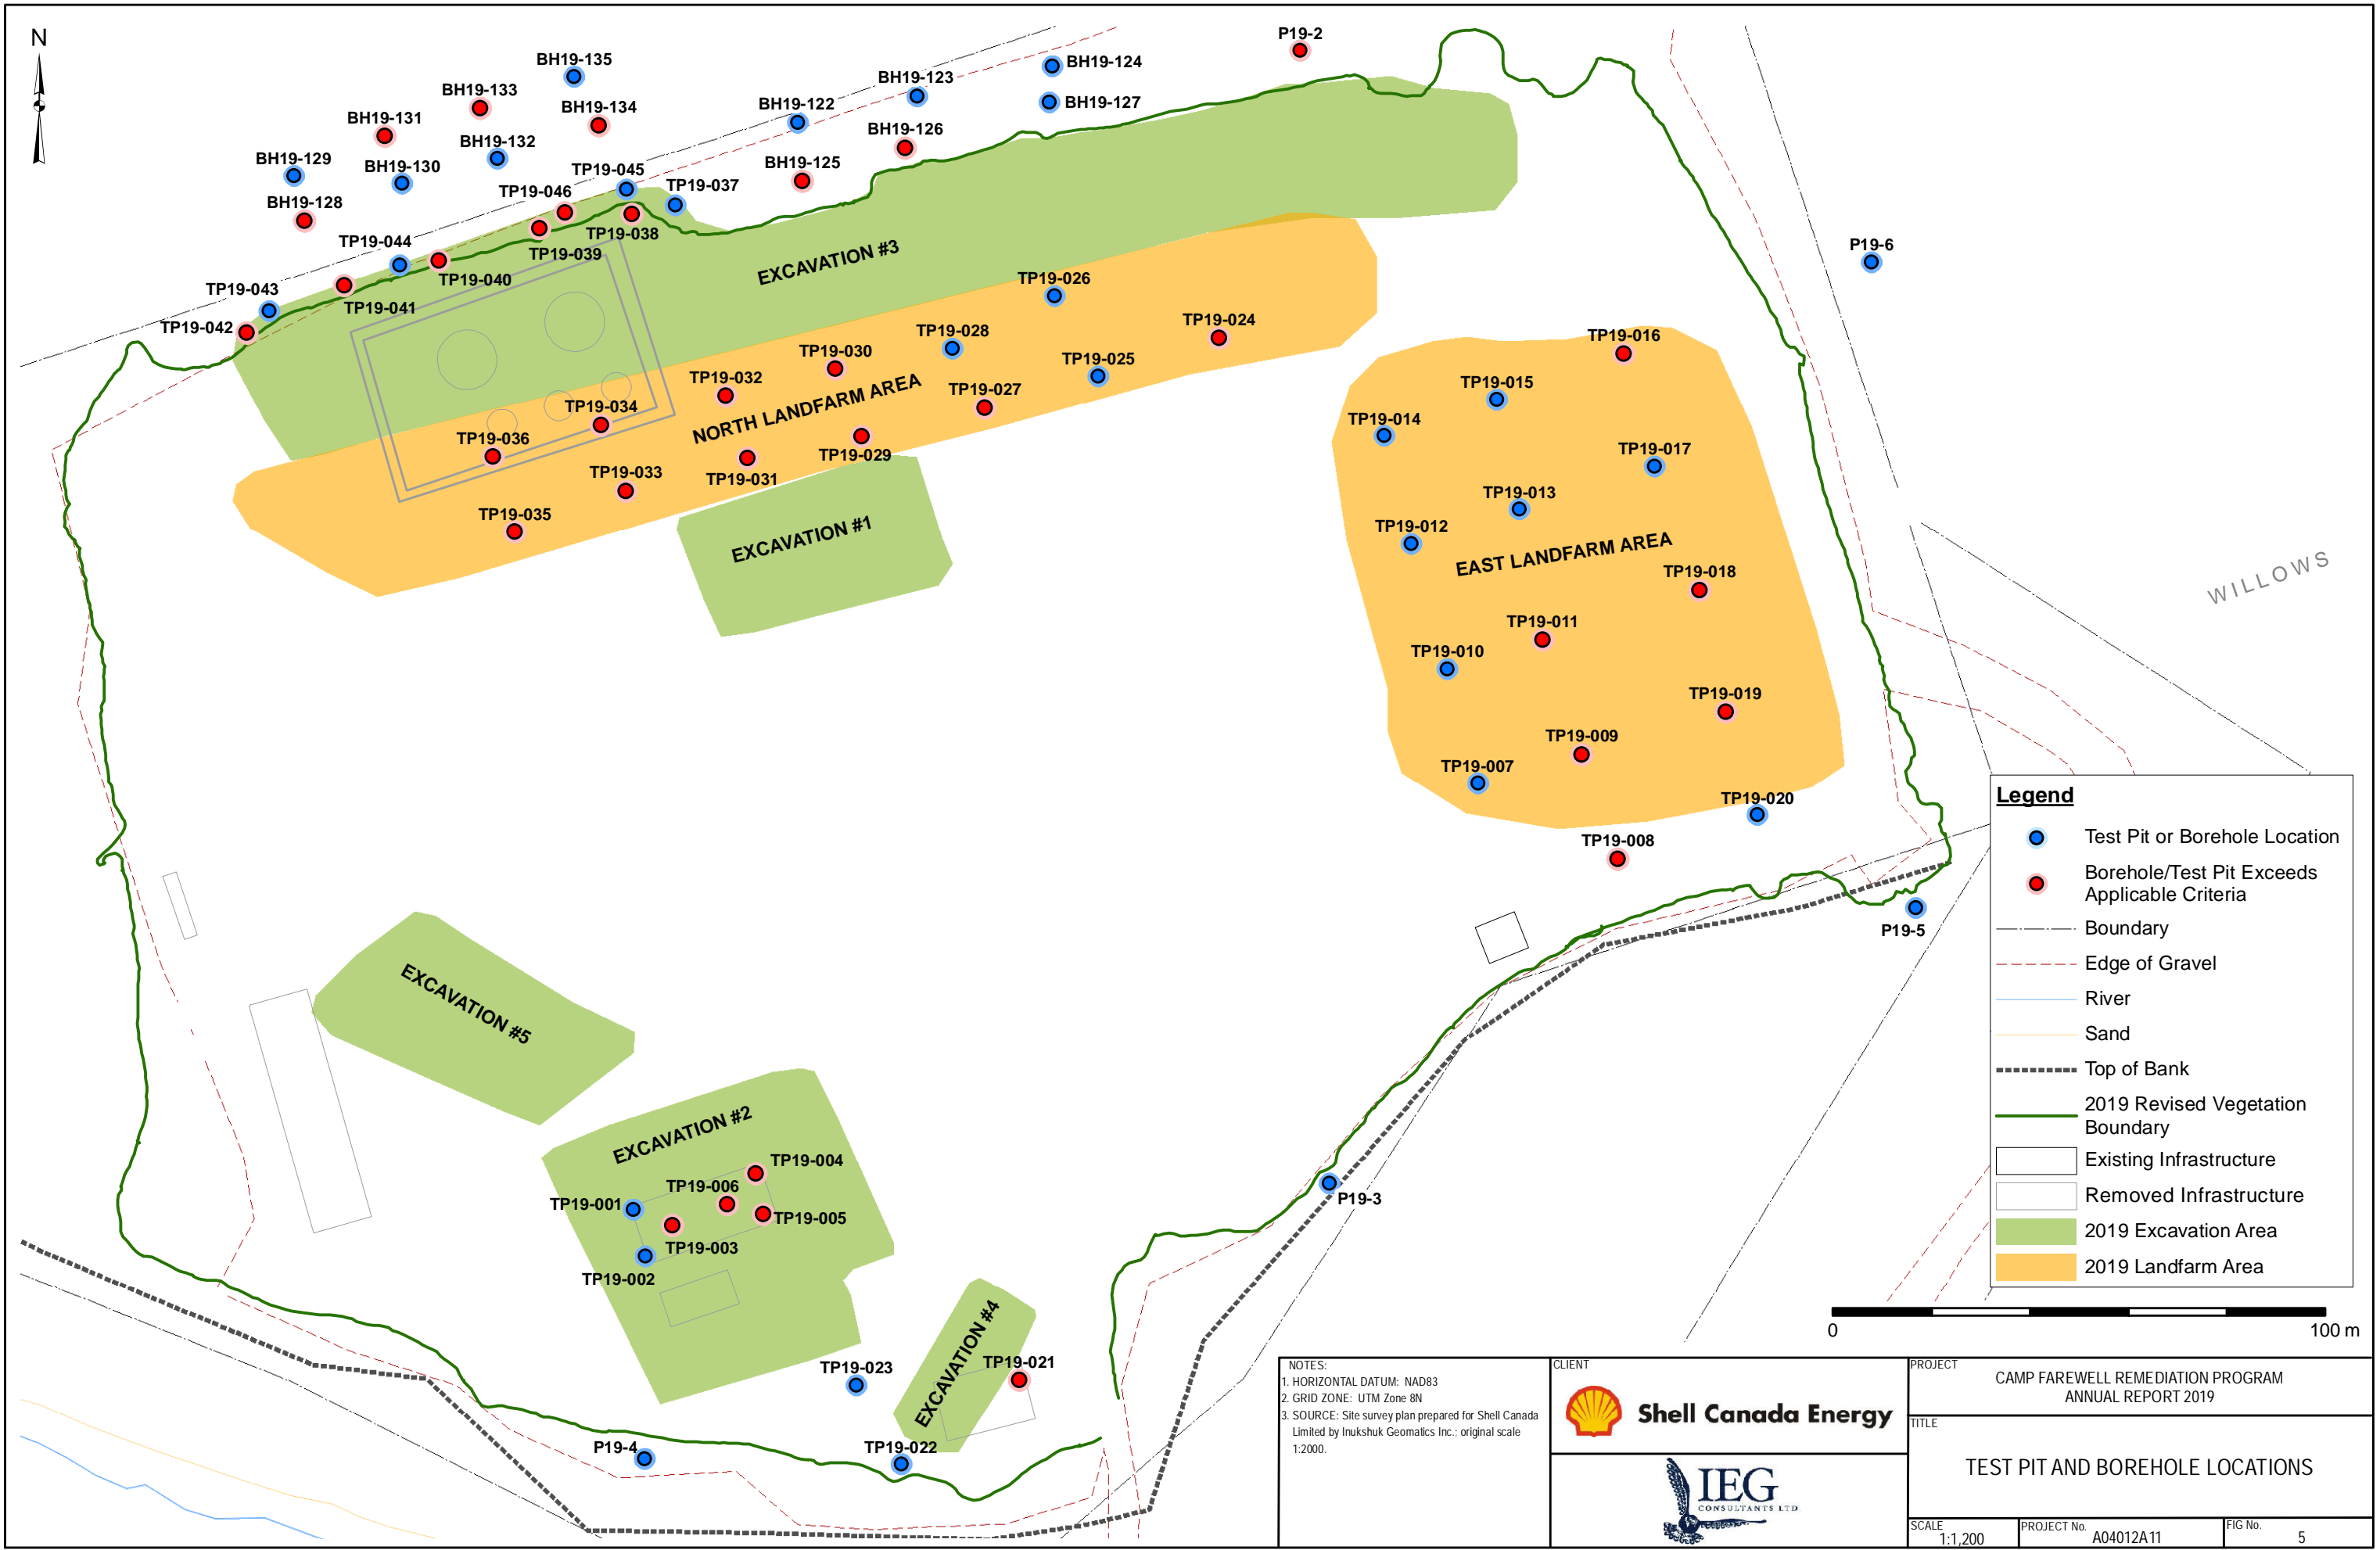 N
P19-2
BH19-135
BH19-124
BH19-123
BH19-133
BH19-127
BH19-134
BH19-122
BH19-131
BH19-126
BH19-132
BH19-129
BH19-130
BH19-125
TP19-045
TP19-046
TP19-037
BH19-128
TP19-038
TP19-044
TP19-039
P19-6
EXCAVATION #3
TP19-040
TP19-026
TP19-043
TP19-041
TP19-042
TP19-024
TP19-028
TP19-016
TP19-030
TP19-025
TP19-032
TP19-015
TP19-027
NORTH LANDFARM AREA
TP19-034
TP19-014
TP19-036
TP19-029
TP19-017
TP19-033
TP19-031
TP19-013
TP19-035
TP19-012
EXCAVATION #1
EAST LANDFARM AREA
TP19-018
WILLOWS
TP19-011
TP19-010
TP19-019
TP19-009
TP19-007
TP19-020
TP19-008
P19-5
EXCAVATION #5
EXCAVATION #2
TP19-004
TP19-006
TP19-001
TP19-005
TP19-003
TP19-002
P19-3
EXCAVATION #4
TP19-023
TP19-021
P19-4
TP19-022
Legend
Test Pit or Borehole Location
Borehole/Test Pit Exceeds
Applicable Criteria
Boundary
Edge of Gravel
River
Sand
Top of Bank
2019 Revised Vegetation
Boundary
Existing Infrastructure
Removed Infrastructure
2019 Excavation Area
2019 Landfarm Area
0 100 m
NOTES:
1. HORIZONTAL DATUM: NAD83
2. GRID ZONE: UTM Zone 8N
3. SOURCE: Site survey plan prepared for Shell Canada
Limited by Inukshuk Geomatics Inc.; original scale
1:2000.
CLIENT
Shell Canada Energy
IEG
CONSULTANTS LTD.
PROJECT
CAMP FAREWELL REMEDIATION PROGRAM
ANNUAL REPORT 2019
TITLE
TEST PIT AND BOREHOLE LOCATIONS
SCALE
1:1,200
PROJECT No.
A04012A11
FIG No.
5